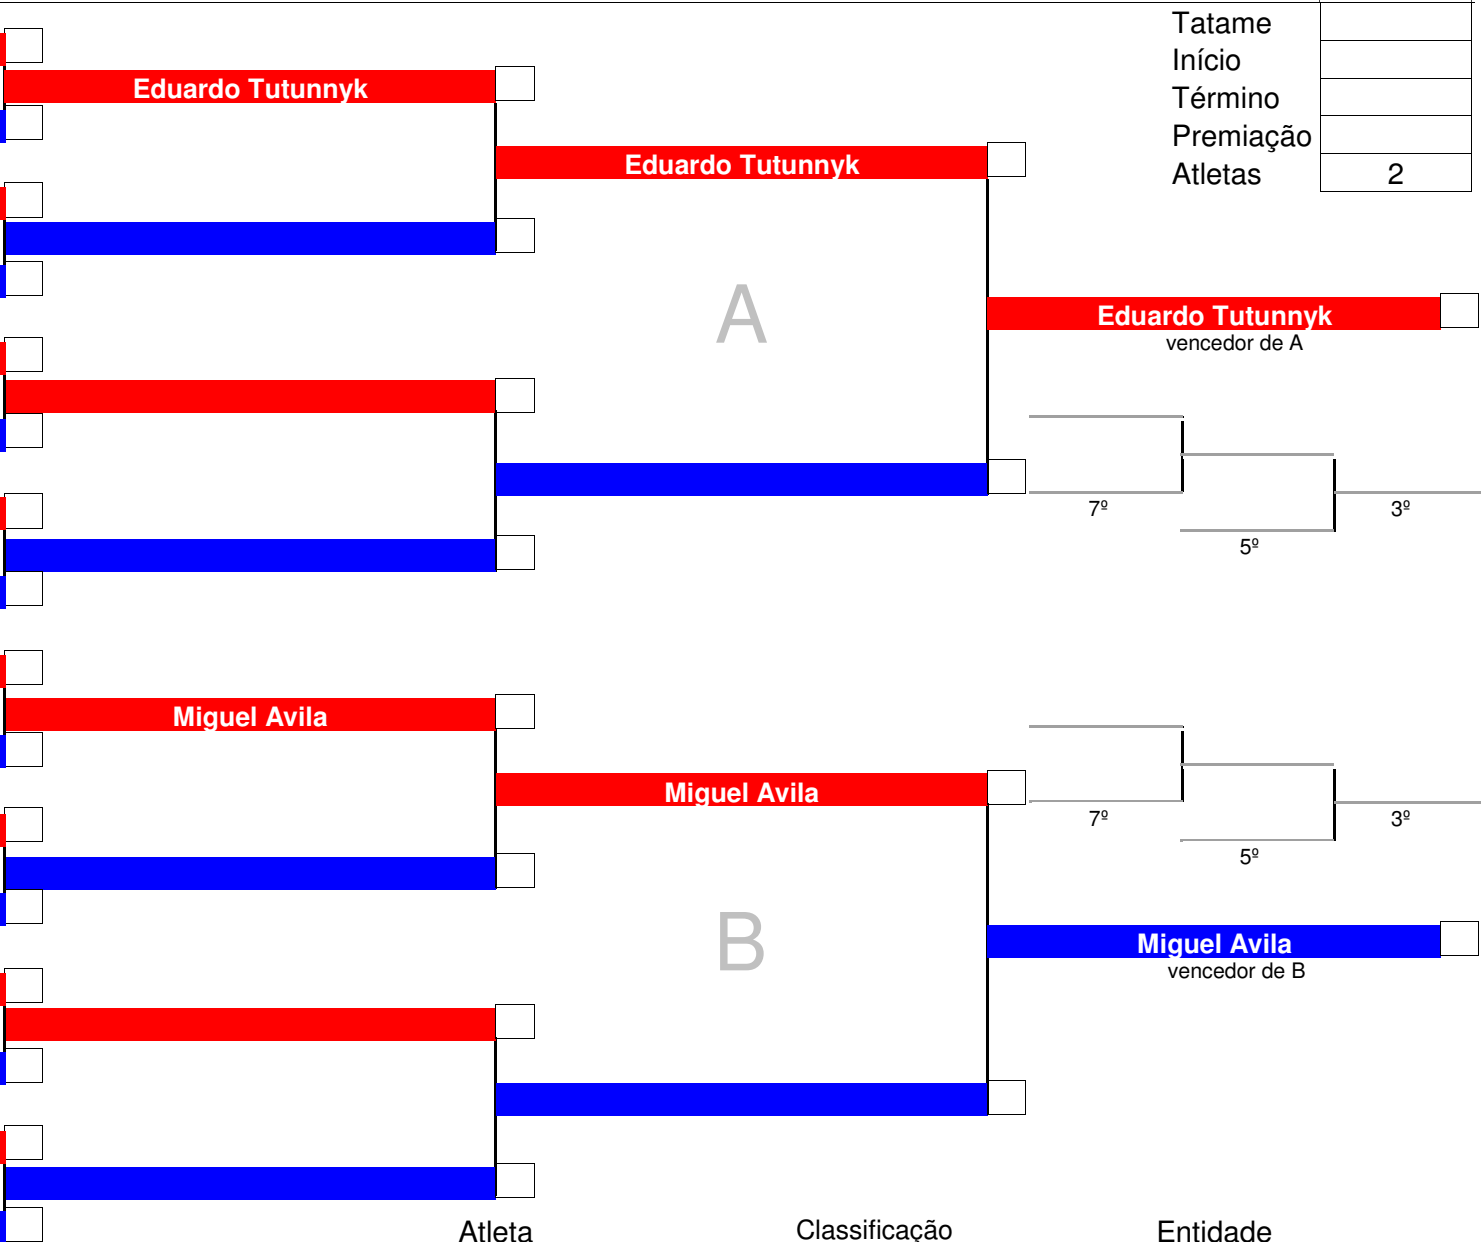 Tatame
Início
Término
Premiação
Atletas 2
Eduardo Tutunnyk
Eduardo Tutunnyk
A
Eduardo Tutunnyk
vencedor de A
7º
3º
5º
Miguel Avila
Miguel Avila
7º
3º
5º
B
Miguel Avila
vencedor de B
Atleta Classificação Entidade